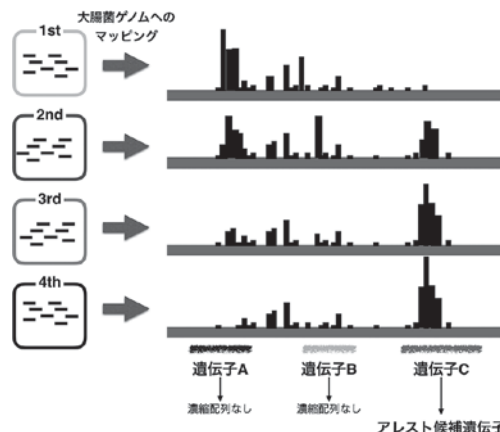 大腸菌ゲノムへの
マッピング
1st
2nd
3rd
4th
遺伝子A
遺伝子B
遺伝子C
濃縮配列なし
濃縮配列なし
アレスト候補遺伝子